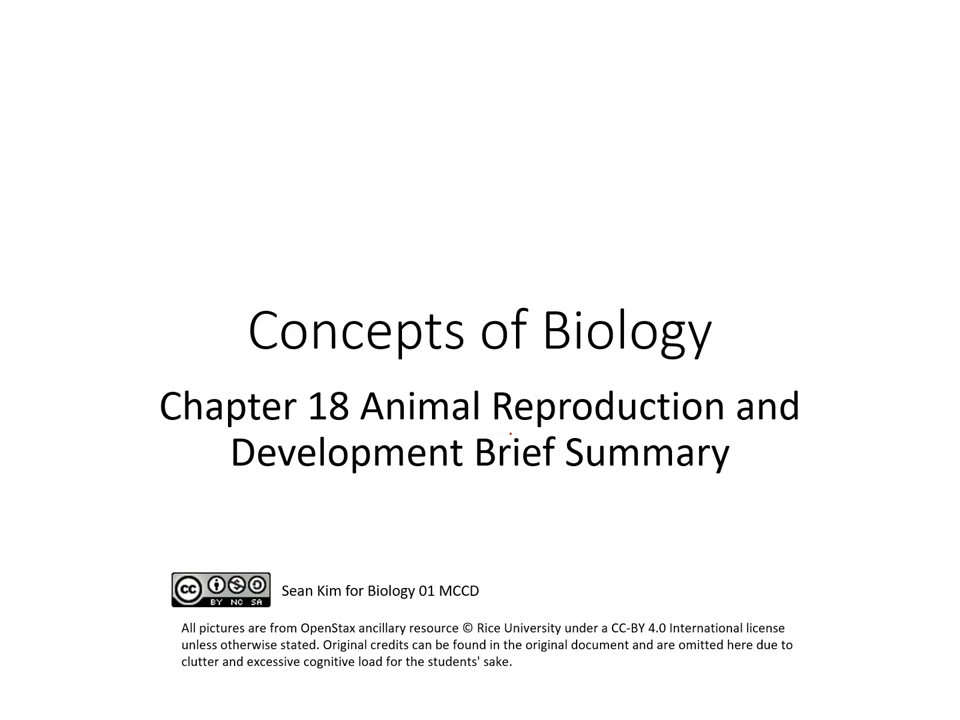 Concepts of Biology
Chapter 18 Animal Reproduction and
Development Brief Summary
cc BY NC SA
Sean Kim for Biology 01 MCCD
All pictures are from OpenStax ancillary resource © Rice University under a CC-BY 4.0 International license
unless otherwise stated. Original credits can be found in the original document and are omitted here due to
clutter and excessive cognitive load for the students' sake.